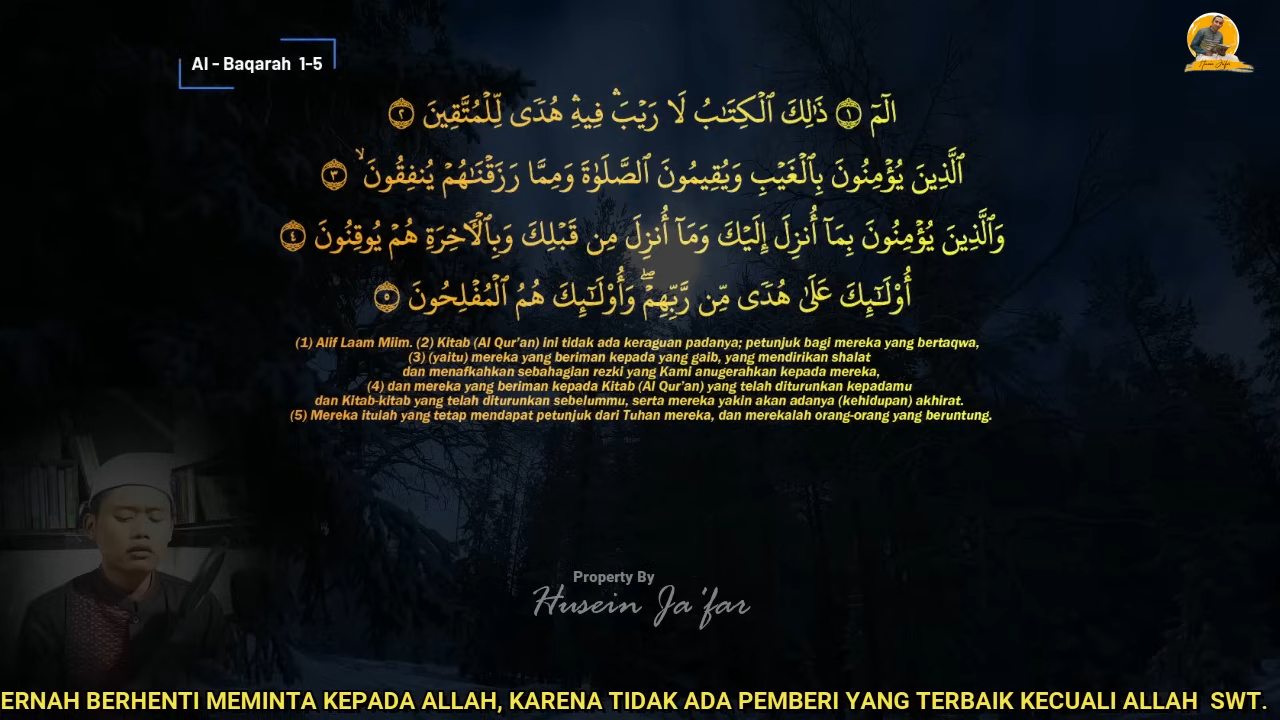 Al - Baqarah 1-5
الٓمٓ ۝١ ذَٰلِكَ ٱلْكِتَـٰبُ لَا رَيْبَ ۛ فِيهِ ۛ هُدًى لِّلْمُتَّقِينَ ۝٢
ٱلَّذِينَ يُؤْمِنُونَ بِٱلْغَيْبِ وَيُقِيمُونَ ٱلصَّلَوٰةَ وَمِمَّا رَزَقْنَـٰهُمْ يُنفِقُونَ ۙ ۝٣
وَٱلَّذِينَ يُؤْمِنُونَ بِمَآ أُنزِلَ إِلَيْكَ وَمَآ أُنزِلَ مِن قَبْلِكَ وَبِٱلْـَٔاخِرَةِ هُمْ يُوقِنُونَ ۝٤
أُو۟لَـٰٓئِكَ عَلَىٰ هُدًى مِّن رَّبِّهِمْ ۖ وَأُو۟لَـٰٓئِكَ هُمُ ٱلْمُفْلِحُونَ ۝٥
(1) Alif Laam Miim. (2) Kitab (Al Qur'an) ini tidak ada keraguan padanya; petunjuk bagi mereka yang bertaqwa,
(3) (yaitu) mereka yang beriman kepada yang gaib, yang mendirikan shalat
dan menafkahkan sebahagian rezki yang Kami anugerahkan kepada mereka,
(4) dan mereka yang beriman kepada Kitab (Al Qur'an) yang telah diturunkan kepadamu
dan Kitab-kitab yang telah diturunkan sebelummu, serta mereka yakin akan adanya (kehidupan) akhirat.
(5) Mereka itulah yang tetap mendapat petunjuk dari Tuhan mereka, dan merekalah orang-orang yang beruntung.
Property By
Husein Ja'far
ERNAH BERHENTI MEMINTA KEPADA ALLAH, KARENA TIDAK ADA PEMBERI YANG TERBAIK KECUALI ALLAH SWT.